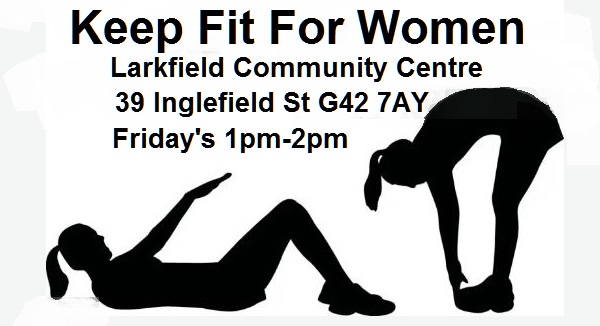 Keep Fit For Women
Larkfield Community Centre
39 Inglefield St G42 7AY
Friday's 1pm-2pm